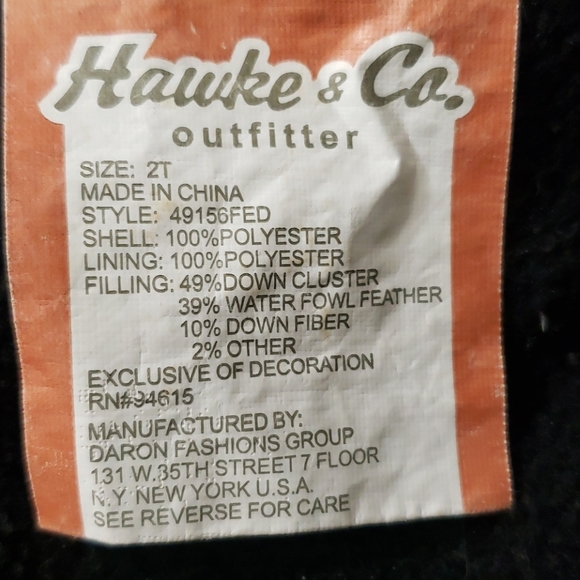 Hawke & Co.
outfitter
SIZE: 2T
MADE IN CHINA
STYLE: 49156FED
SHELL: 100%POLYESTER
LINING: 100%POLYESTER
FILLING: 49%DOWN CLUSTER
39% WATER FOWL FEATHER
10% DOWN FIBER
2% OTHER
EXCLUSIVE OF DECORATION
RN#94615
MANUFACTURED BY:
DARON FASHIONS GROUP
131 W.35TH STREET 7 FLOOR
N.Y. NEW YORK U.S.A.
SEE REVERSE FOR CARE